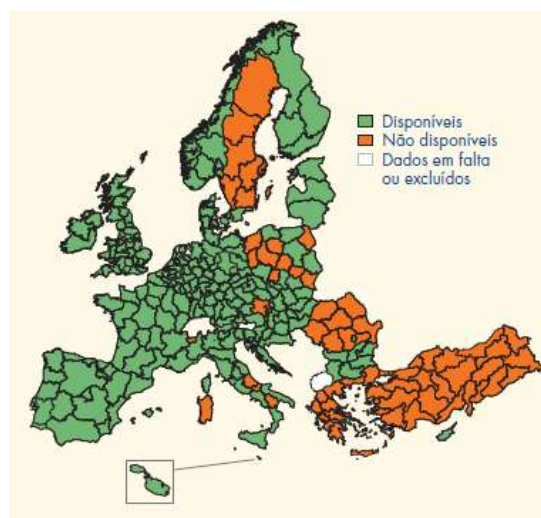 Disponíveis
Não disponíveis
Dados em falta
ou excluídos